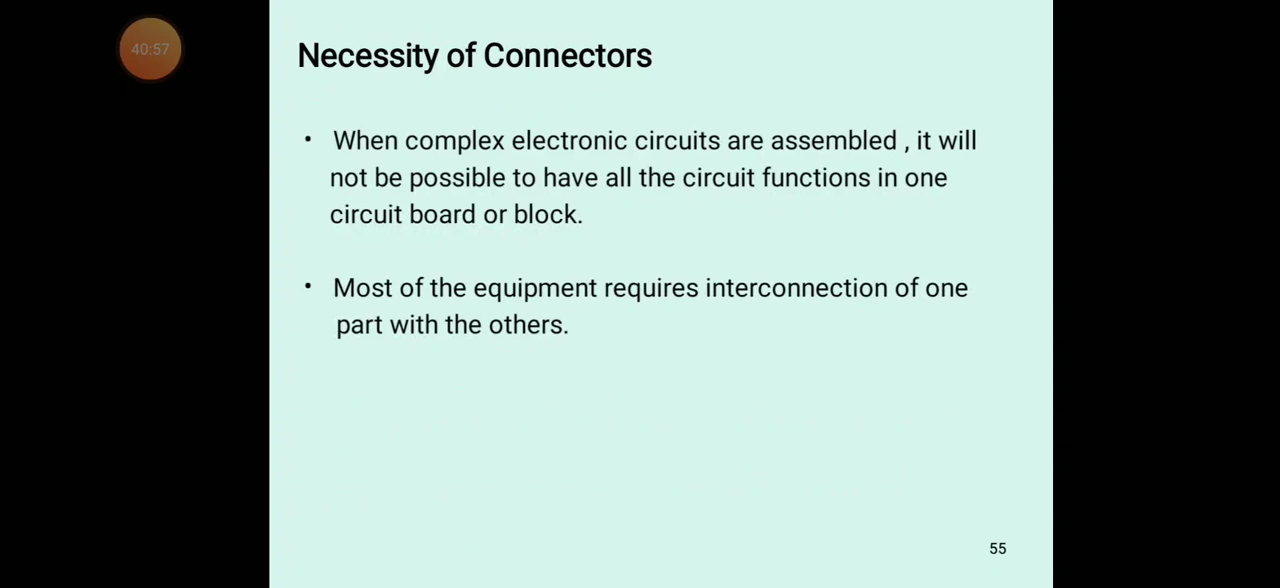 40:57
Necessity of Connectors
• When complex electronic circuits are assembled , it will
not be possible to have all the circuit functions in one
circuit board or block.
• Most of the equipment requires interconnection of one
part with the others.
55